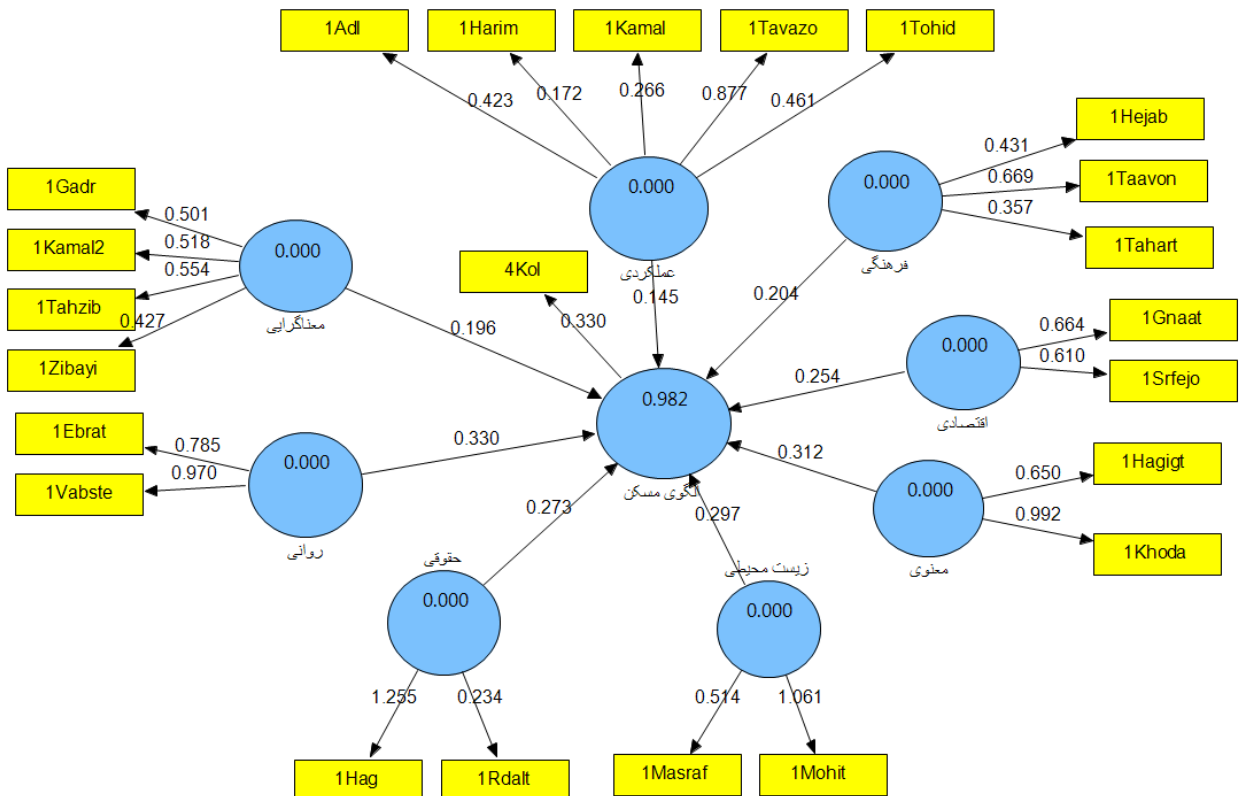 1Adl
1Harim
1Kamal
1Tavazo
1Tohid
0.423
0.172
0.266
0.877
0.461
0.000
عملکردی
0.145
1Hejab
1Taavon
1Tahart
0.431
0.669
0.357
0.000
فرهنگی
0.204
1Gadr
1Kamal2
1Tahzib
1Zibayi
0.501
0.518
0.554
0.427
0.000
معناگرایی
0.196
4Kol
0.330
0.982
الگوی مسکن
1Gnaat
1Srfejo
0.664
0.610
0.000
اقتصادی
0.254
1Ebrat
1Vabste
0.785
0.970
0.000
روانی
0.330
1Hagigt
1Khoda
0.650
0.992
0.000
معنوی
0.312
حقوقی
0.000
0.273
1.255
0.234
1Hag
1Rdalt
زیست محیطی
0.000
0.297
0.514
1.061
1Masraf
1Mohit